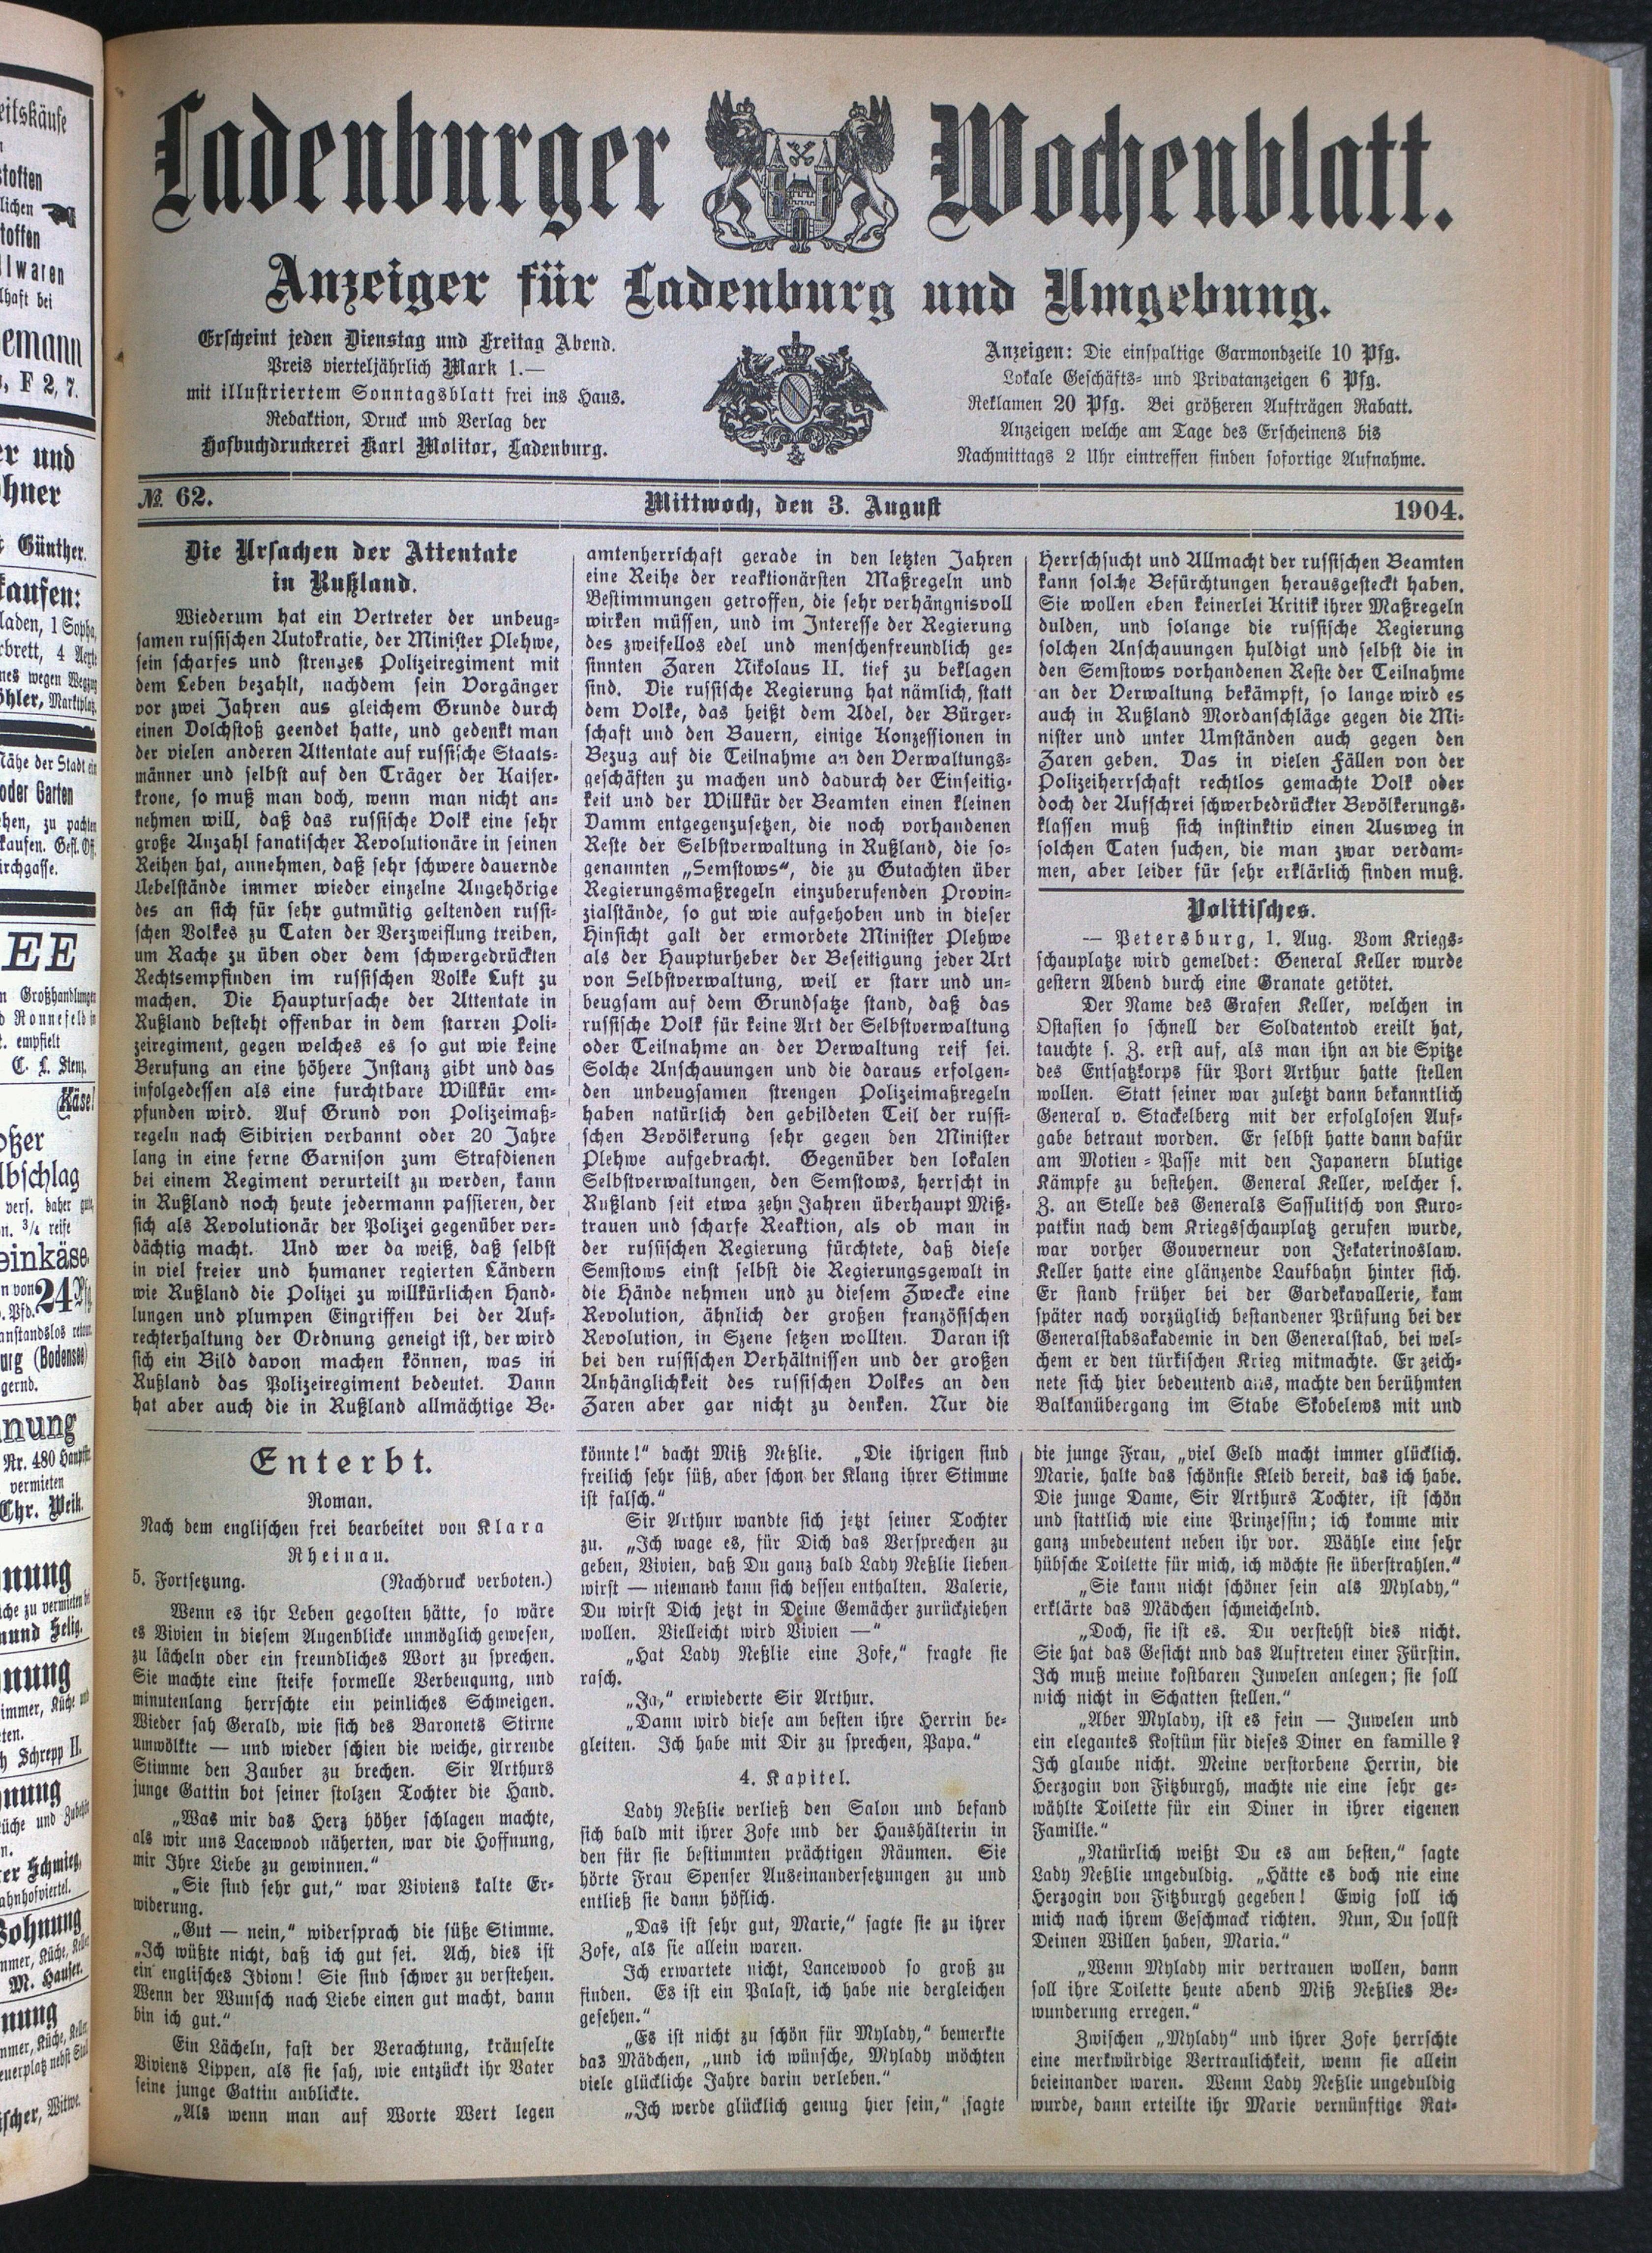 Ladenburger Wochenblatt.
Anzeiger für Ladenburg und Umgebung.
Erscheint jeden Dienstag und Freitag Abend.
Preis vierteljährlich Mark 1.—
mit illustriertem Sonntagsblatt frei ins Haus.
Redaktion, Druck und Verlag der
Hofbuchdruckerei Karl Molitor, Ladenburg.
Anzeigen: Die einspaltige Garmondzeile 10 Pfg.
Lokale Geschäfts- und Privatanzeigen 6 Pfg.
Reklamen 20 Pfg. Bei größeren Aufträgen Rabatt.
Anzeigen welche am Tage des Erscheinens bis
Nachmittags 2 Uhr eintreffen finden sofortige Aufnahme.
№ 62.
Mittwoch, den 3. August
1904.
Die Ursachen der Attentate
in Rußland.
Wiederum hat ein Vertreter der unbeug-
samen russischen Autokratie, der Minister Plehwe,
sein scharfes und strenges Polizeiregiment mit
dem Leben bezahlt, nachdem sein Vorgänger
vor zwei Jahren aus gleichem Grunde durch
einen Dolchstoß geendet hatte, und gedenkt man
der vielen anderen Attentate auf russische Staats-
männer und selbst auf den Träger der Kaiser-
krone, so muß man doch, wenn man nicht an-
nehmen will, daß das russische Volk eine sehr
große Anzahl fanatischer Revolutionäre in seinen
Reihen hat, annehmen, daß sehr schwere dauernde
Uebelstände immer wieder einzelne Angehörige
des an sich für sehr gutmütig geltenden russi-
schen Volkes zu Taten der Verzweiflung treiben,
um Rache zu üben oder dem schwergedrückten
Rechtsempfinden im russischen Volke Luft zu
machen. Die Hauptursache der Attentate in
Rußland besteht offenbar in dem starren Poli-
zeiregiment, gegen welches es so gut wie keine
Berufung an eine höhere Instanz gibt und das
infolgedessen als eine furchtbare Willkür em-
pfunden wird. Auf Grund von Polizeimaß-
regeln nach Sibirien verbannt oder 20 Jahre
lang in eine ferne Garnison zum Strafdienen
bei einem Regiment verurteilt zu werden, kann
in Rußland noch heute jedermann passieren, der
sich als Revolutionär der Polizei gegenüber ver-
dächtig macht. Und wer da weiß, daß selbst
in viel freier und humaner regierten Ländern
wie Rußland die Polizei zu willkürlichen Hand-
lungen und plumpen Eingriffen bei der Auf-
rechterhaltung der Ordnung geneigt ist, der wird
sich ein Bild davon machen können, was in
Rußland das Polizeiregiment bedeutet. Dann
hat aber auch die in Rußland allmächtige Be-
amtenherrschaft gerade in den letzten Jahren
eine Reihe der reaktionärsten Maßregeln und
Bestimmungen getroffen, die sehr verhängnisvoll
wirken müssen, und im Interesse der Regierung
des zweifellos edel und menschenfreundlich ge-
sinnten Zaren Nikolaus II. tief zu beklagen
sind. Die russische Regierung hat nämlich, statt
dem Volke, das heißt dem Adel, der Bürger-
schaft und den Bauern, einige Konzessionen in
Bezug auf die Teilnahme an den Verwaltungs-
geschäften zu machen und dadurch der Einseitig-
keit und der Willkür der Beamten einen kleinen
Damm entgegenzusetzen, die noch vorhandenen
Reste der Selbstverwaltung in Rußland, die so-
genannten „Semstows“, die zu Gutachten über
Regierungsmaßregeln einzuberufenden Provin-
zialstände, so gut wie aufgehoben und in dieser
Hinsicht galt der ermordete Minister Plehwe
als der Haupturheber der Beseitigung jeder Art
von Selbstverwaltung, weil er starr und un-
beugsam auf dem Grundsatze stand, daß das
russische Volk für keine Art der Selbstverwaltung
oder Teilnahme an der Verwaltung reif sei.
Solche Anschauungen und die daraus erfolgen-
den unbeugsamen strengen Polizeimaßregeln
haben natürlich den gebildeten Teil der russi-
schen Bevölkerung sehr gegen den Minister
Plehwe aufgebracht. Gegenüber den lokalen
Selbstverwaltungen, den Semstows, herrscht in
Rußland seit etwa zehn Jahren überhaupt Miß-
trauen und scharfe Reaktion, als ob man in
der russischen Regierung fürchtete, daß diese
Semstows einst selbst die Regierungsgewalt in
die Hände nehmen und zu diesem Zwecke eine
Revolution, ähnlich der großen französischen
Revolution, in Szene setzen wollten. Daran ist
bei den russischen Verhältnissen und der großen
Anhänglichkeit des russischen Volkes an den
Zaren aber gar nicht zu denken. Nur die
Herrschsucht und Allmacht der russischen Beamten
kann solche Befürchtungen herausgesteckt haben.
Sie wollen eben keinerlei Kritik ihrer Maßregeln
dulden, und solange die russische Regierung
solchen Anschauungen huldigt und selbst die in
den Semstows vorhandenen Reste der Teilnahme
an der Verwaltung bekämpft, so lange wird es
auch in Rußland Mordanschläge gegen die Mi-
nister und unter Umständen auch gegen den
Zaren geben. Das in vielen Fällen von der
Polizeiherrschaft rechtlos gemachte Volk oder
doch der Aufschrei schwerbedrückter Bevölkerungs-
klassen muß sich instinktiv einen Ausweg in
solchen Taten suchen, die man zwar verdam-
men, aber leider für sehr erklärlich finden muß.
Politisches.
— Petersburg, 1. Aug. Vom Kriegs-
schauplatze wird gemeldet: General Keller wurde
gestern Abend durch eine Granate getötet.
Der Name des Grafen Keller, welchen in
Ostasien so schnell der Soldatentod ereilt hat,
tauchte s. Z. erst auf, als man ihn an die Spitze
des Entsatzkorps für Port Arthur hatte stellen
wollen. Statt seiner war zuletzt dann bekanntlich
General v. Stackelberg mit der erfolglosen Auf-
gabe betraut worden. Er selbst hatte dann dafür
am Motien-Passe mit den Japanern blutige
Kämpfe zu bestehen. General Keller, welcher s.
Z. an Stelle des Generals Sassulitsch von Kuro-
patkin nach dem Kriegsschauplatz gerufen wurde,
war vorher Gouverneur von Jekaterinoslaw.
Keller hatte eine glänzende Laufbahn hinter sich.
Er stand früher bei der Gardekavallerie, kam
später nach vorzüglich bestandener Prüfung bei der
Generalstabsakademie in den Generalstab, bei wel-
chem er den türkischen Krieg mitmachte. Er zeich-
nete sich hier bedeutend aus, machte den berühmten
Balkanübergang im Stabe Skobelews mit und
Enterbt.
Roman.
Nach dem englischen frei bearbeitet von Klara
Rheinau.
5. Fortsetzung. (Nachdruck verboten.)
Wenn es ihr Leben gegolten hätte, so wäre
es Vivien in diesem Augenblicke unmöglich gewesen,
zu lächeln oder ein freundliches Wort zu sprechen.
Sie machte eine steife formelle Verbeugung, und
minutenlang herrschte ein peinliches Schweigen.
Wieder sah Gerald, wie sich des Baronets Stirne
umwölkte — und wieder schien die weiche, girrende
Stimme den Zauber zu brechen. Sir Arthurs
junge Gattin bot seiner stolzen Tochter die Hand.
„Was mir das Herz höher schlagen machte,
als wir uns Lacewood näherten, war die Hoffnung,
mir Ihre Liebe zu gewinnen.“
„Sie sind sehr gut,“ war Viviens kalte Er-
widerung.
„Gut — nein,“ widersprach die süße Stimme.
„Ich wüßte nicht, daß ich gut sei. Ach, dies ist
ein englisches Idiom! Sie sind schwer zu verstehen.
Wenn der Wunsch nach Liebe einen gut macht, dann
bin ich gut.“
Ein Lächeln, fast der Verachtung, kräuselte
Viviens Lippen, als sie sah, wie entzückt ihr Vater
seine junge Gattin anblickte.
„Als wenn man auf Worte Wert legen
könnte!“ dacht Miß Neßlie. „Die ihrigen sind
freilich sehr süß, aber schon der Klang ihrer Stimme
ist falsch.“
Sir Arthur wandte sich jetzt seiner Tochter
zu. „Ich wage es, für Dich das Versprechen zu
geben, Vivien, daß Du ganz bald Lady Neßlie lieben
wirst — niemand kann sich dessen enthalten. Valerie,
Du wirst Dich jetzt in Deine Gemächer zurückziehen
wollen. Vielleicht wird Vivien —“
„Hat Lady Neßlie eine Zofe,“ fragte sie
rasch.
„Ja,“ erwiederte Sir Arthur.
„Dann wird diese am besten ihre Herrin be-
gleiten. Ich habe mit Dir zu sprechen, Papa.“
4. Kapitel.
Lady Neßlie verließ den Salon und befand
sich bald mit ihrer Zofe und der Haushälterin in
den für sie bestimmten prächtigen Räumen. Sie
hörte Frau Spenser Auseinandersetzungen zu und
entließ sie dann höflich.
„Das ist sehr gut, Marie,“ sagte sie zu ihrer
Zofe, als sie allein waren.
Ich erwartete nicht, Lancewood so groß zu
finden. Es ist ein Palast, ich habe nie dergleichen
gesehen.“
„Es ist nicht zu schön für Mylady,“ bemerkte
das Mädchen, „und ich wünsche, Mylady möchten
viele glückliche Jahre darin verleben.“
„Ich werde glücklich genug hier sein,“ sagte
die junge Frau, „viel Geld macht immer glücklich.
Marie, halte das schönste Kleid bereit, das ich habe.
Die junge Dame, Sir Arthurs Tochter, ist schön
und stattlich wie eine Prinzessin; ich komme mir
ganz unbedeutend neben ihr vor. Wähle eine sehr
hübsche Toilette für mich, ich möchte sie überstrahlen.“
„Sie kann nicht schöner sein als Mylady,“
erklärte das Mädchen schmeichelnd.
„Doch, sie ist es. Du verstehst dies nicht.
Sie hat das Gesicht und das Auftreten einer Fürstin.
Ich muß meine kostbaren Juwelen anlegen; sie soll
mich nicht in Schatten stellen.“
„Aber Mylady, ist es fein — Juwelen und
ein elegantes Kostüm für dieses Diner en famille?
Ich glaube nicht. Meine verstorbene Herrin, die
Herzogin von Fitzburgh, machte nie eine sehr ge-
wählte Toilette für ein Diner in ihrer eigenen
Familie.“
„Natürlich weißt Du es am besten,“ sagte
Lady Neßlie ungeduldig. „Hätte es doch nie eine
Herzogin von Fitzburgh gegeben! Ewig soll ich
mich nach ihrem Geschmack richten. Nun, Du sollst
Deinen Willen haben, Maria.“
„Wenn Mylady mir vertrauen wollen, dann
soll ihre Toilette heute abend Miß Neßlies Be-
wunderung erregen.“
Zwischen „Mylady“ und ihrer Zofe herrschte
eine merkwürdige Vertraulichkeit, wenn sie allein
beieinander waren. Wenn Lady Neßlie ungeduldig
wurde, dann erteilte ihr Marie vernünftige Rat-